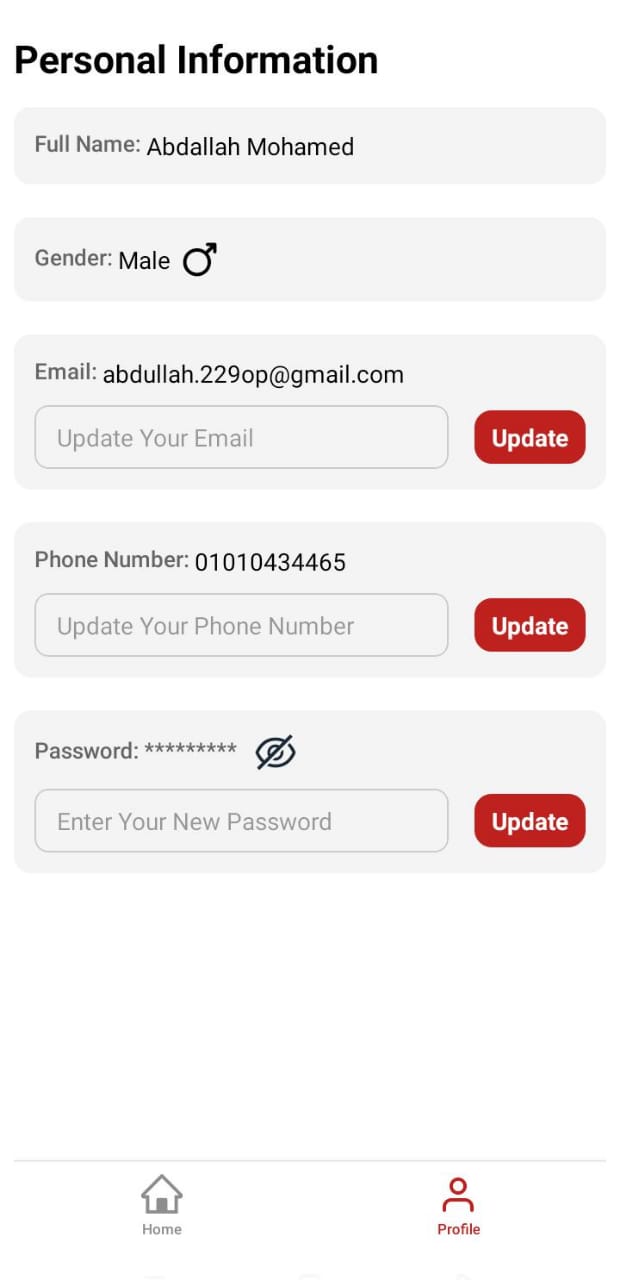 Personal Information
Full Name: Abdallah Mohamed
Gender: Male
Email: abdullah.229op@gmail.com
Update Your Email
Update
Phone Number: 01010434465
Update Your Phone Number
Update
Password: *********
Enter Your New Password
Update
Home
Profile